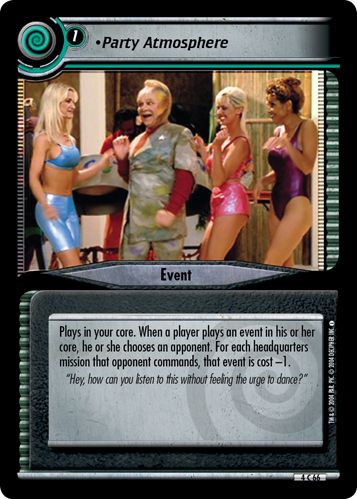 1
•Party Atmosphere
Event
Plays in your core. When a player plays an event in his or her
core, he or she chooses an opponent. For each headquarters
mission that opponent commands, that event is cost –1.
"Hey, how can you listen to this without feeling the urge to dance?"
4 C 66